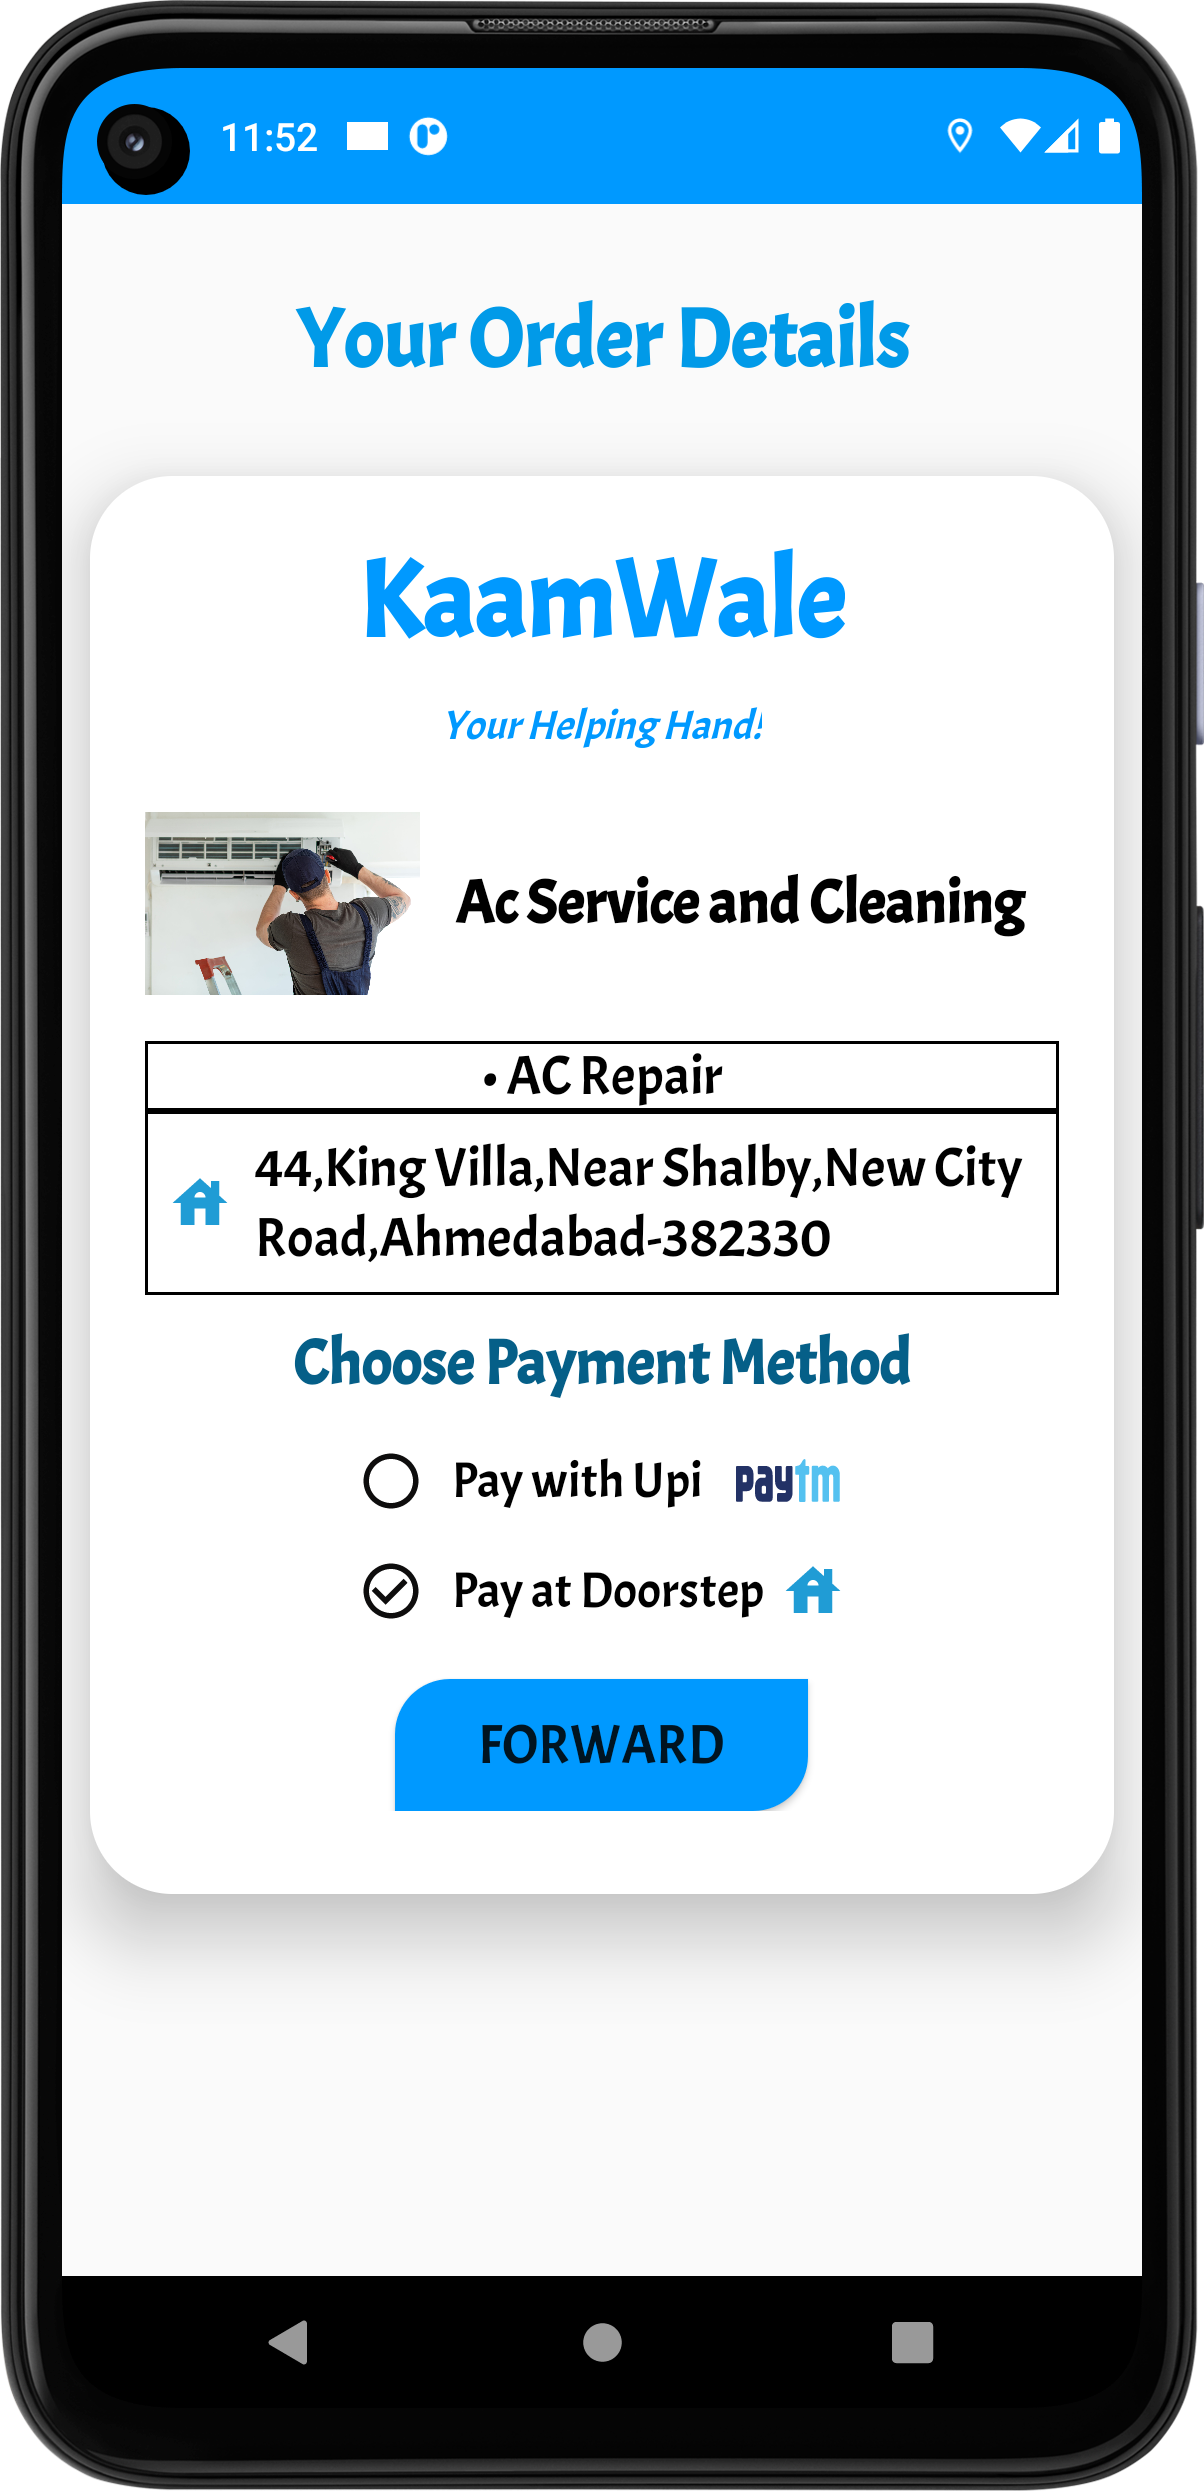 11:52
Your Order Details
KaamWale
Your Helping Hand!
Ac Service and Cleaning
• AC Repair
44,King Villa,Near Shalby,New City
Road,Ahmedabad-382330
Choose Payment Method
Pay with Upi paytm
Pay at Doorstep
FORWARD